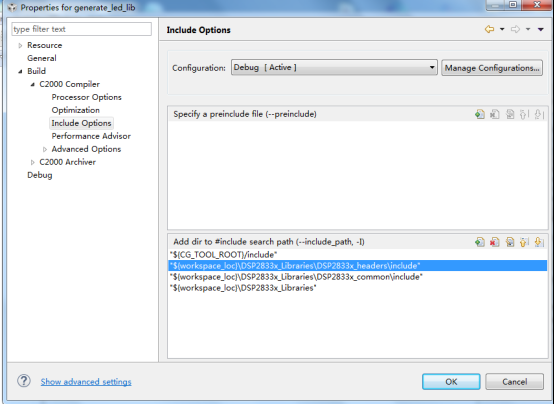 Properties for generate_led_lib
type filter text
Include Options
Resource
General
Build
C2000 Compiler
Processor Options
Optimization
Include Options
Performance Advisor
Advanced Options
C2000 Archiver
Debug
Configuration: Debug [ Active ] Manage Configurations...
Specify a preinclude file (--preinclude)
Add dir to #include search path (--include_path, -I)
"${CG_TOOL_ROOT}/include"
"${workspace_loc}\DSP2833x_Libraries\DSP2833x_headers\include"
"${workspace_loc}\DSP2833x_Libraries\DSP2833x_common\include"
"${workspace_loc}\DSP2833x_Libraries"
Show advanced settings
OK Cancel